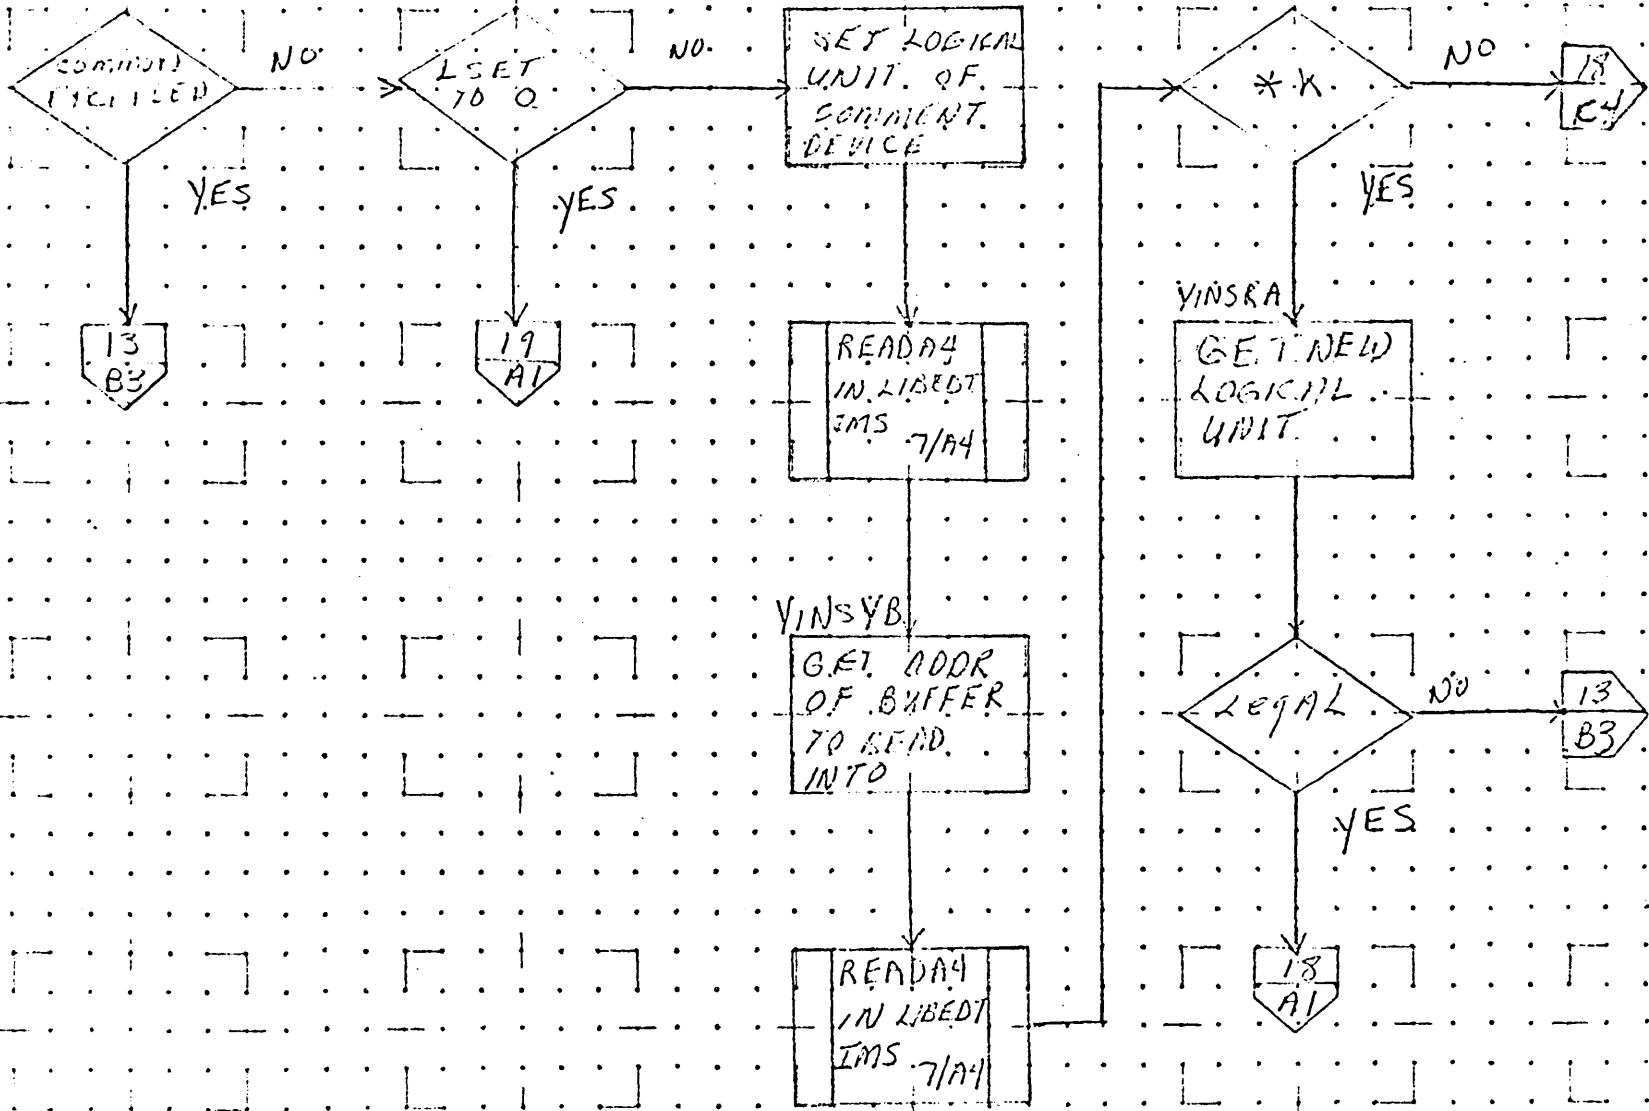 NO
YES
13
B3
LSET
TO 0
NO
YES
19
A1
SET LOGICAL
UNIT OF
COMMENT
DEVICE
READA4
IN LIBEDT
IMS
7/A4
YINSYB
GET ADDR
OF BUFFER
TO READ
INTO
READA4
IN LIBEDT
IMS
7/A4
*K
NO
18
C4
YES
YINSRA
GET NEW
LOGICAL
UNIT
LEgAL
NO
13
B3
YES
18
A1